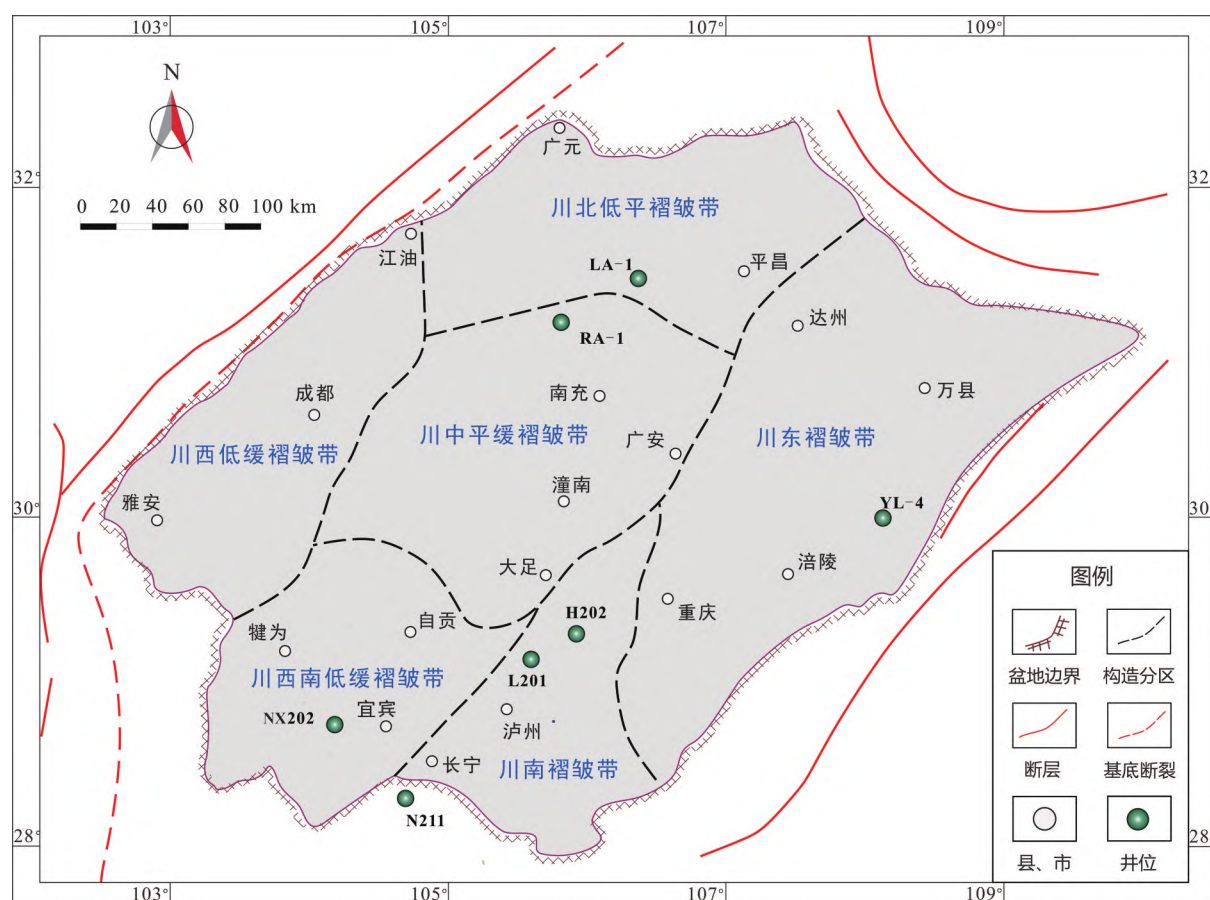 103° 105° 107° 109°
N
广元
32° 32°
川北低平褶皱带
0 20 40 60 80 100 km
江油
LA-1
平昌
达州
RA-1
成都
南充
万县
川西低缓褶皱带
川中平缓褶皱带
广安
川东褶皱带
雅安
潼南
YL-4
30° 30°
大足
涪陵
图例
H202
重庆
犍为
自贡
盆地边界
构造分区
川西南低缓褶皱带
L201
NX202
宜宾
泸州
长宁
川南褶皱带
断层
基底断裂
N211
28° 28
县、市
井位
103° 105° 107° 109°